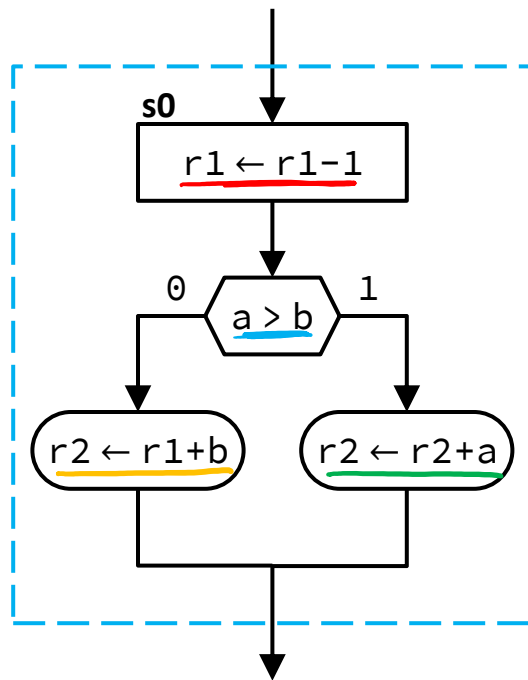 s0
r1 ← r1-1
0
1
a > b
r2 ← r1+b
r2 ← r2+a